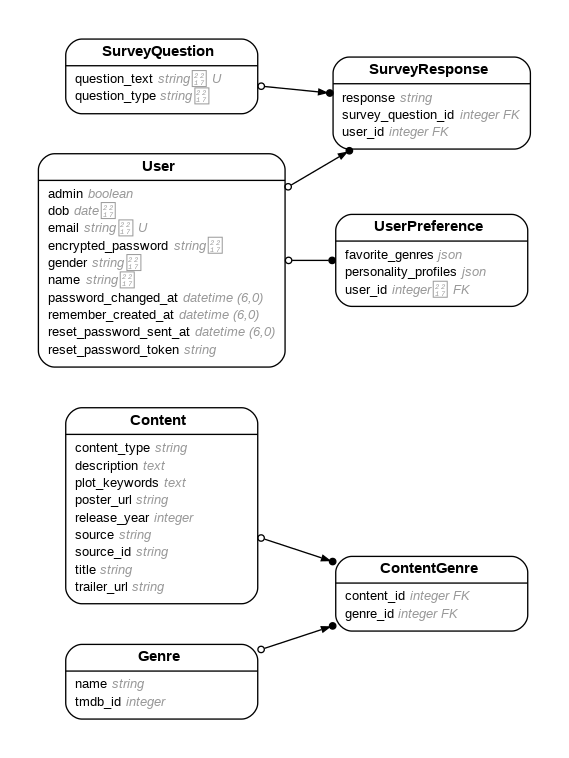 SurveyQuestion
question_text string∗ U
question_type string∗
SurveyResponse
response string
survey_question_id integer FK
user_id integer FK
User
admin boolean
dob date∗
email string∗ U
encrypted_password string∗
gender string∗
name string∗
password_changed_at datetime (6,0)
remember_created_at datetime (6,0)
reset_password_sent_at datetime (6,0)
reset_password_token string
UserPreference
favorite_genres json
personality_profiles json
user_id integer∗ FK
Content
content_type string
description text
plot_keywords text
poster_url string
release_year integer
source string
source_id string
title string
trailer_url string
ContentGenre
content_id integer FK
genre_id integer FK
Genre
name string
tmdb_id integer